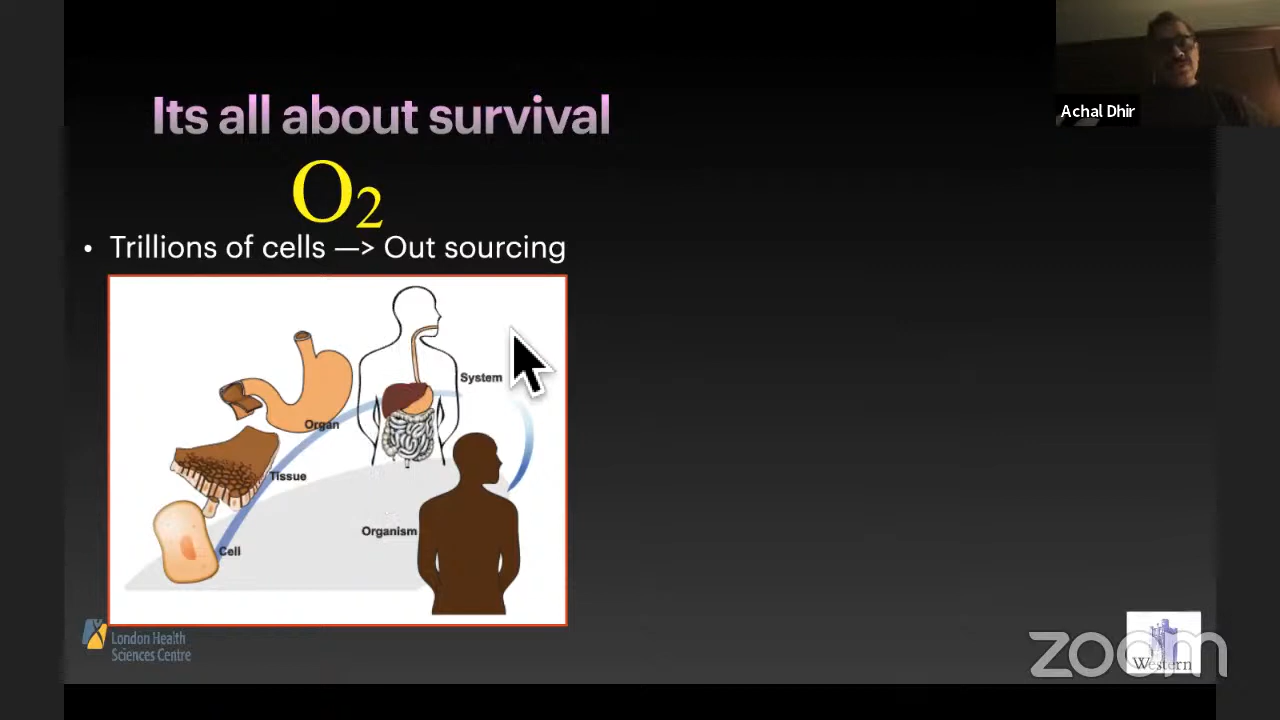 Achal Dhir
Its all about survival
O2
• Trillions of cells —> Out sourcing
System
Organ
Tissue
Organism
Cell
London Health
Sciences Centre
zoom
Western